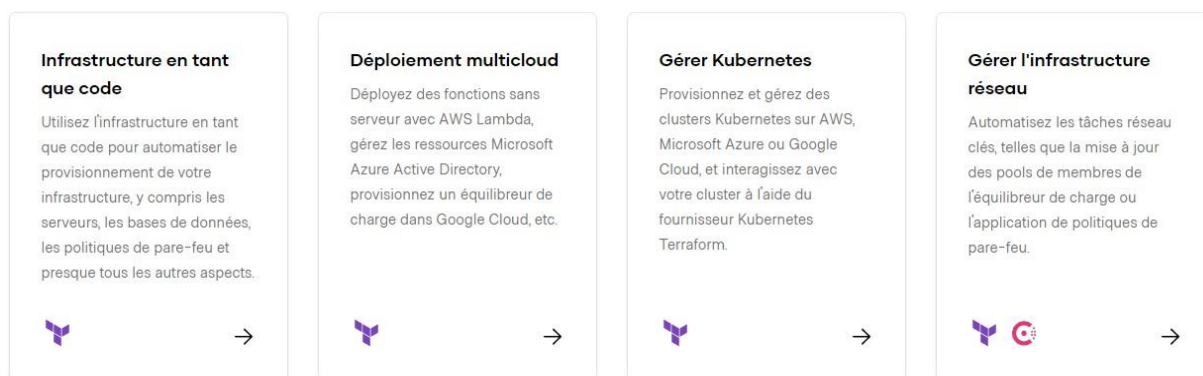 Infrastructure en tant
que code
Utilisez l'infrastructure en tant
que code pour automatiser le
provisionnement de votre
infrastructure, y compris les
serveurs, les bases de données,
les politiques de pare-feu et
presque tous les autres aspects.
Déploiement multicloud
Déployez des fonctions sans
serveur avec AWS Lambda,
gérez les ressources Microsoft
Azure Active Directory,
provisionnez un équilibreur de
charge dans Google Cloud, etc.
Gérer Kubernetes
Provisionnez et gérez des
clusters Kubernetes sur AWS,
Microsoft Azure ou Google
Cloud, et interagissez avec
votre cluster à l'aide du
fournisseur Kubernetes
Terraform.
Gérer l'infrastructure
réseau
Automatisez les tâches réseau
clés, telles que la mise à jour
des pools de membres de
l'équilibreur de charge ou
l'application de politiques de
pare-feu.